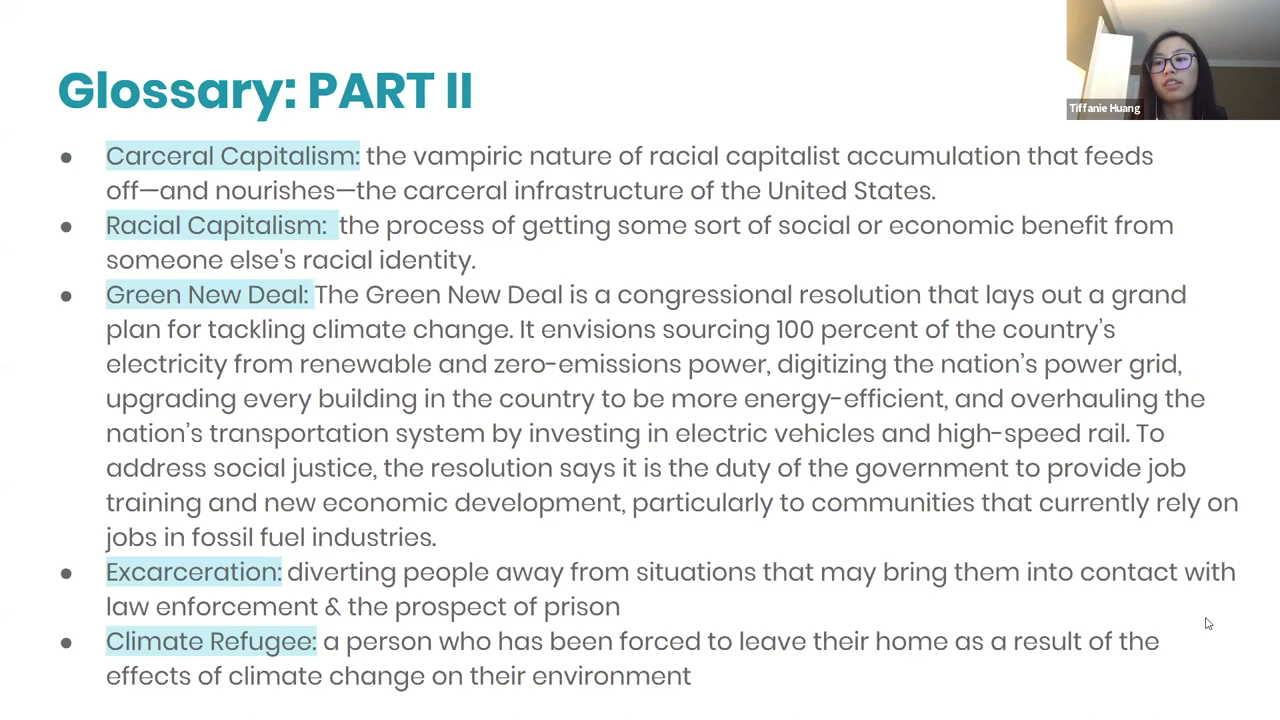 Glossary: PART II
Tiffanie Huang
● Carceral Capitalism: the vampiric nature of racial capitalist accumulation that feeds
off—and nourishes—the carceral infrastructure of the United States.
● Racial Capitalism: the process of getting some sort of social or economic benefit from
someone else's racial identity.
● Green New Deal: The Green New Deal is a congressional resolution that lays out a grand
plan for tackling climate change. It envisions sourcing 100 percent of the country’s
electricity from renewable and zero-emissions power, digitizing the nation’s power grid,
upgrading every building in the country to be more energy-efficient, and overhauling the
nation’s transportation system by investing in electric vehicles and high-speed rail. To
address social justice, the resolution says it is the duty of the government to provide job
training and new economic development, particularly to communities that currently rely on
jobs in fossil fuel industries.
● Excarceration: diverting people away from situations that may bring them into contact with
law enforcement & the prospect of prison
● Climate Refugee: a person who has been forced to leave their home as a result of the
effects of climate change on their environment